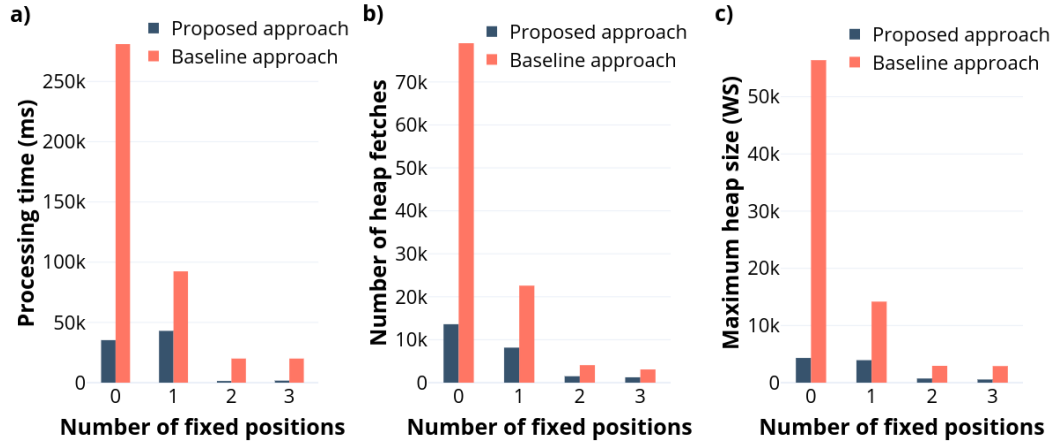 a)
Proposed approach
Baseline approach
Processing time (ms)
250k
200k
150k
100k
50k
0
0 1 2 3
Number of fixed positions
b)
Proposed approach
Baseline approach
Number of heap fetches
70k
60k
50k
40k
30k
20k
10k
0
0 1 2 3
Number of fixed positions
c)
Proposed approach
Baseline approach
Maximum heap size (WS)
50k
40k
30k
20k
10k
0
0 1 2 3
Number of fixed positions